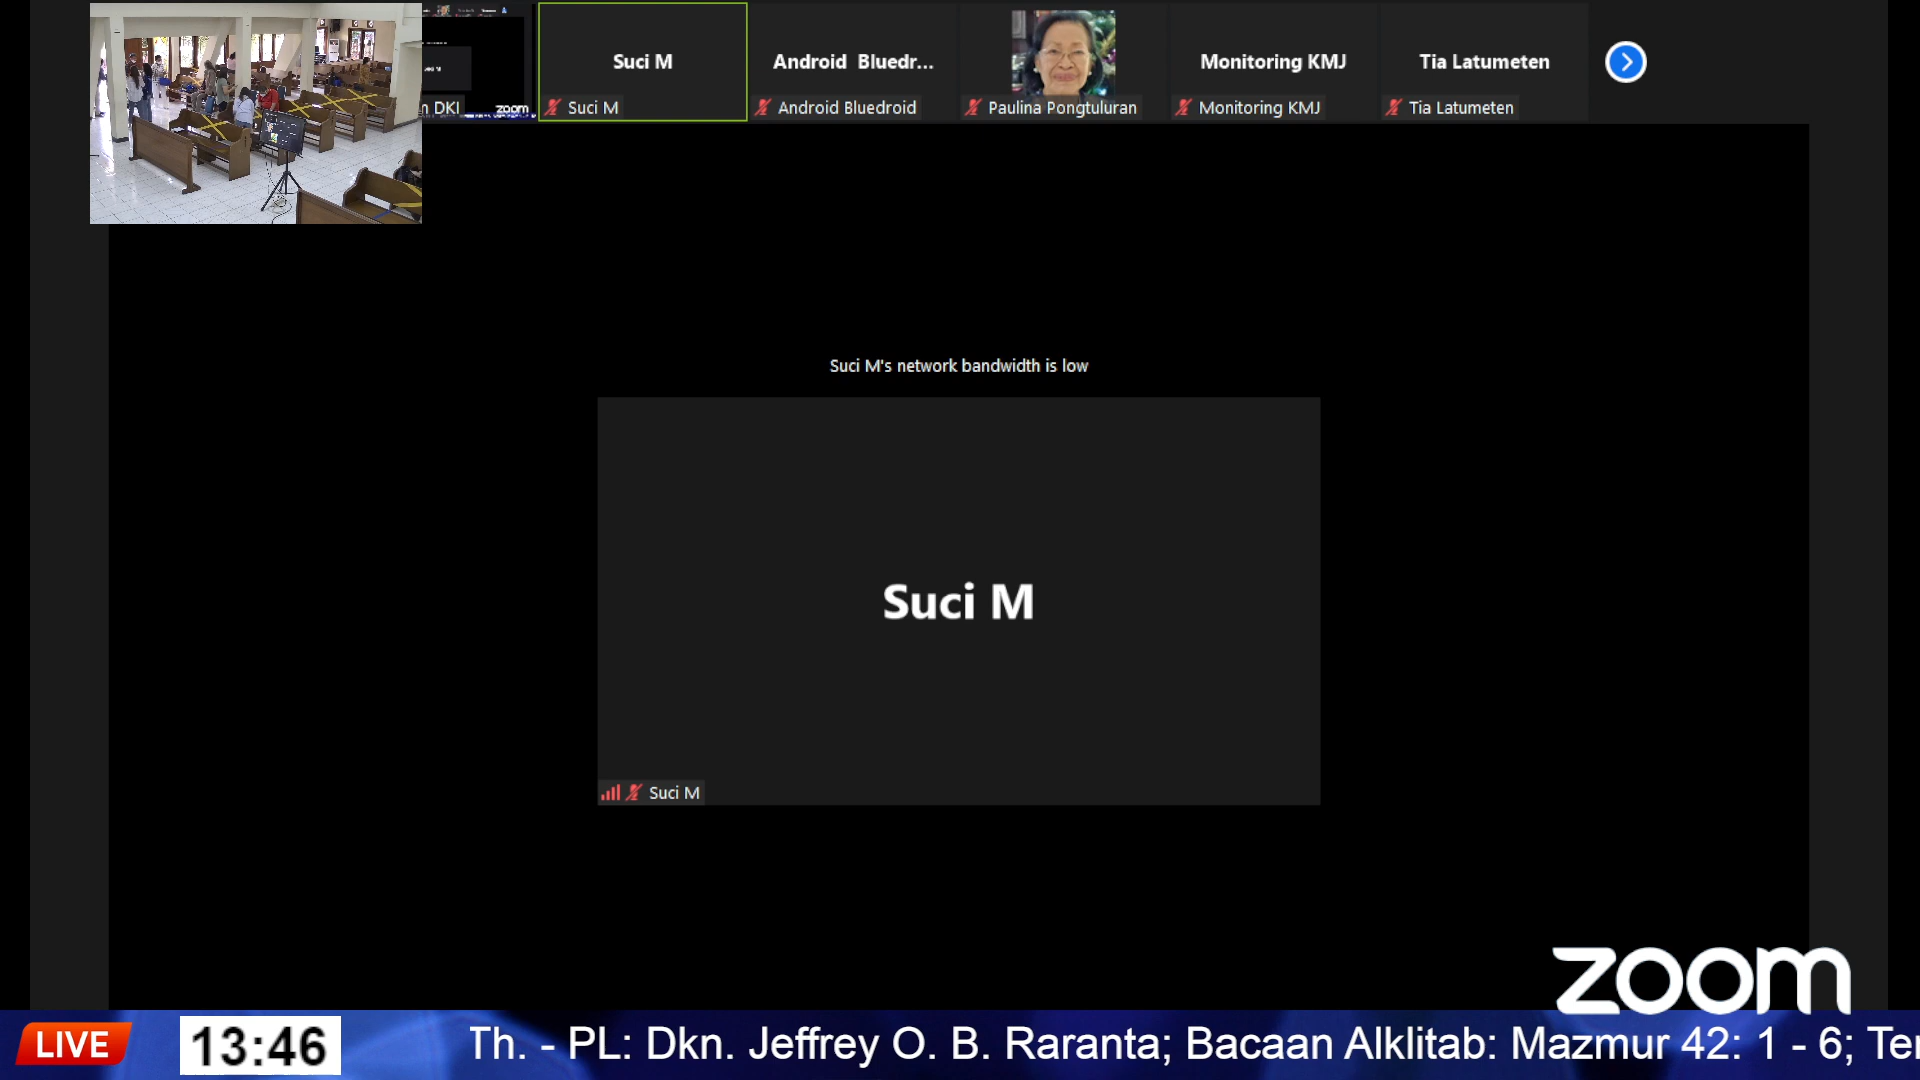 n DKI
zoom
Suci M
Suci M
Android Bluedr...
Android Bluedroid
Paulina Pongtuluran
Monitoring KMJ
Monitoring KMJ
Tia Latumeten
Tia Latumeten
Suci M's network bandwidth is low
Suci M
Suci M
zoom
LIVE
13:46
Th. - PL: Dkn. Jeffrey O. B. Raranta; Bacaan Alklitab: Mazmur 42: 1 - 6; Ter